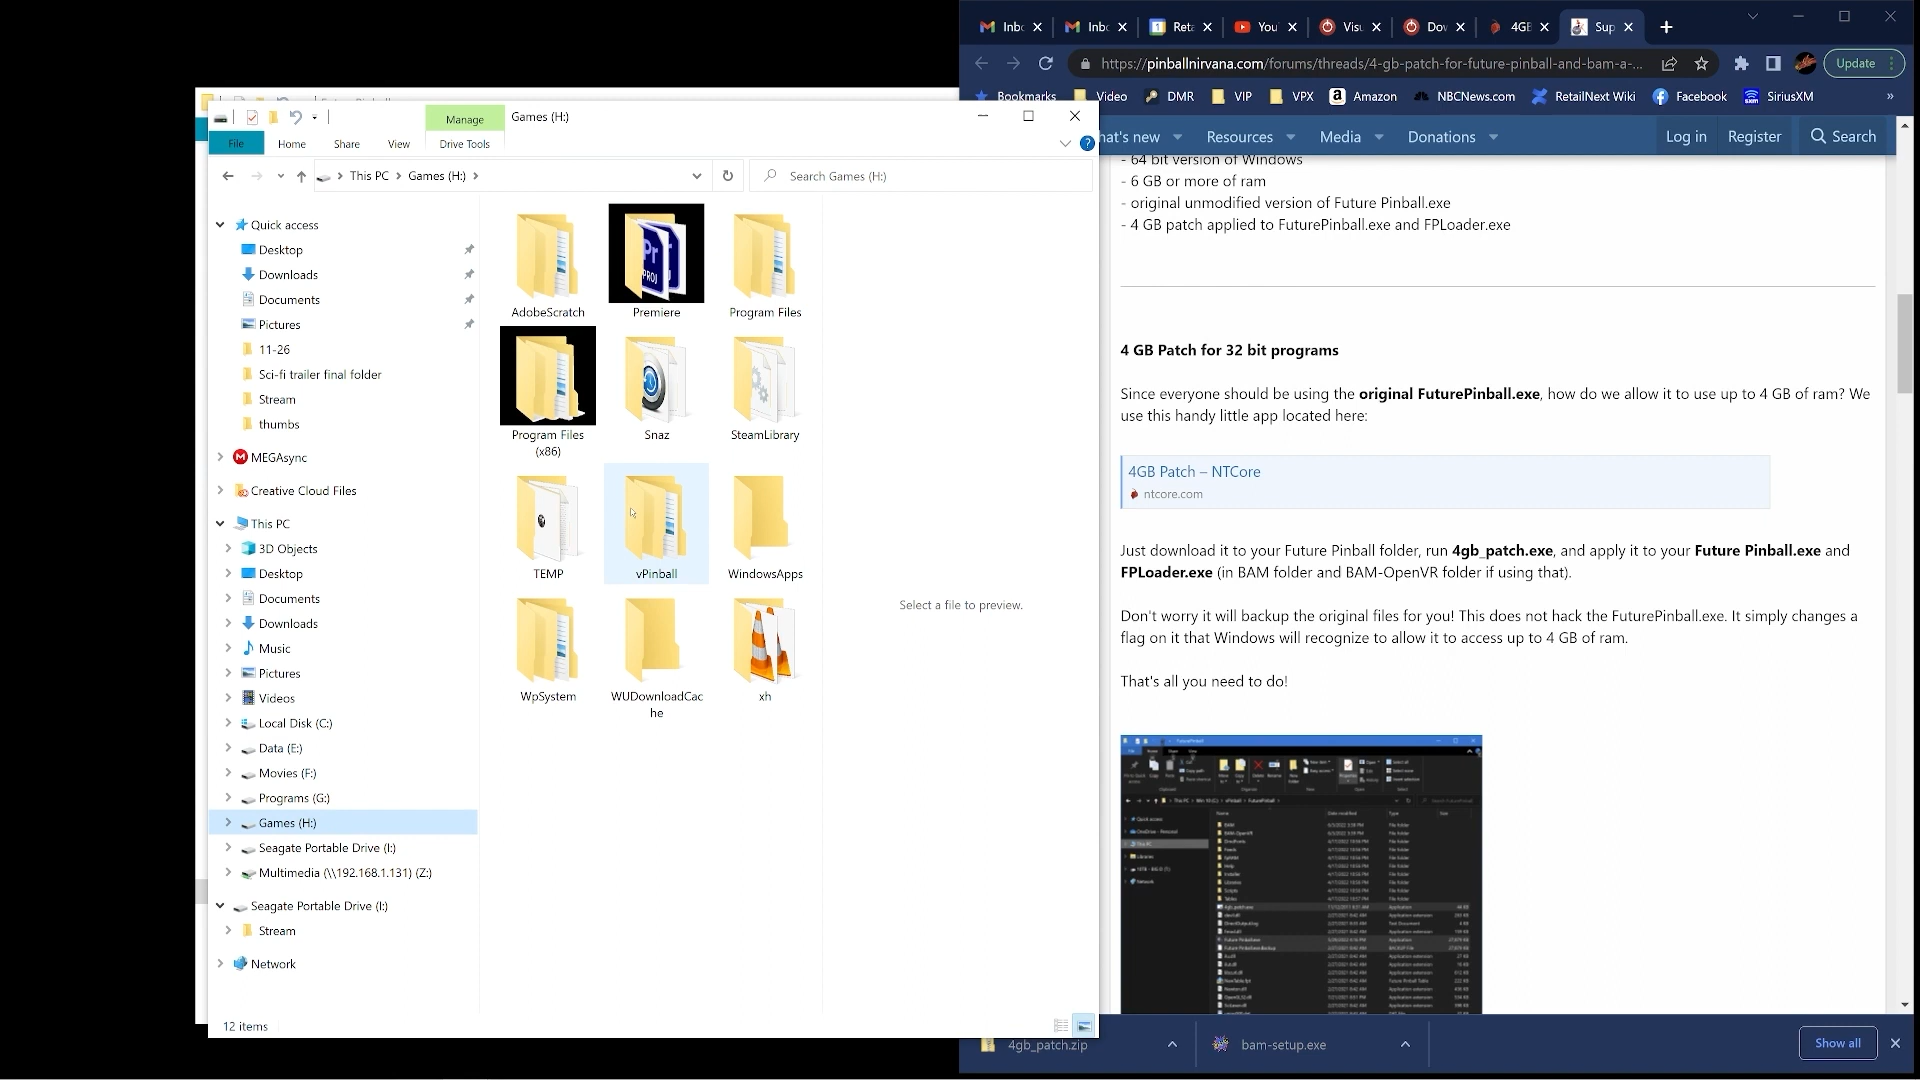 Inbc
Inbc
Reta
You
Visu
Dov
4GB
Sup
https://pinballnirvana.com/forums/threads/4-gb-patch-for-future-pinball-and-bam-a-...
Update
Bookmarks
Video
DMR
VIP
VPX
Amazon
NBCNews.com
RetailNext Wiki
Facebook
SiriusXM
»
Manage
Games (H:)
File
Home
Share
View
Drive Tools
This PC
Games (H:)
Search Games (H:)
Quick access
Desktop
Downloads
Documents
Pictures
11-26
Sci-fi trailer final folder
Stream
thumbs
MEGAsync
Creative Cloud Files
This PC
3D Objects
Desktop
Documents
Downloads
Music
Pictures
Videos
Local Disk (C:)
Data (E:)
Movies (F:)
Programs (G:)
Games (H:)
Seagate Portable Drive (I:)
Multimedia (\\192.168.1.131) (Z:)
Seagate Portable Drive (I:)
Stream
Network
12 items
AdobeScratch
Premiere
Program Files
Program Files
(x86)
Snaz
SteamLibrary
TEMP
vPinball
WindowsApps
WpSystem
WUDownloadCac
he
xh
Select a file to preview.
hat's new
Resources
Media
Donations
Log in
Register
Search
- 64 bit version of Windows
- 6 GB or more of ram
- original unmodified version of Future Pinball.exe
- 4 GB patch applied to FuturePinball.exe and FPLoader.exe
4 GB Patch for 32 bit programs
Since everyone should be using the original FuturePinball.exe, how do we allow it to use up to 4 GB of ram? We
use this handy little app located here:
4GB Patch – NTCore
ntcore.com
Just download it to your Future Pinball folder, run 4gb_patch.exe, and apply it to your Future Pinball.exe and
FPLoader.exe (in BAM folder and BAM-OpenVR folder if using that).
Don't worry it will backup the original files for you! This does not hack the FuturePinball.exe. It simply changes a
flag on it that Windows will recognize to allow it to access up to 4 GB of ram.
That's all you need to do!
4gb_patch.zip
bam-setup.exe
Show all